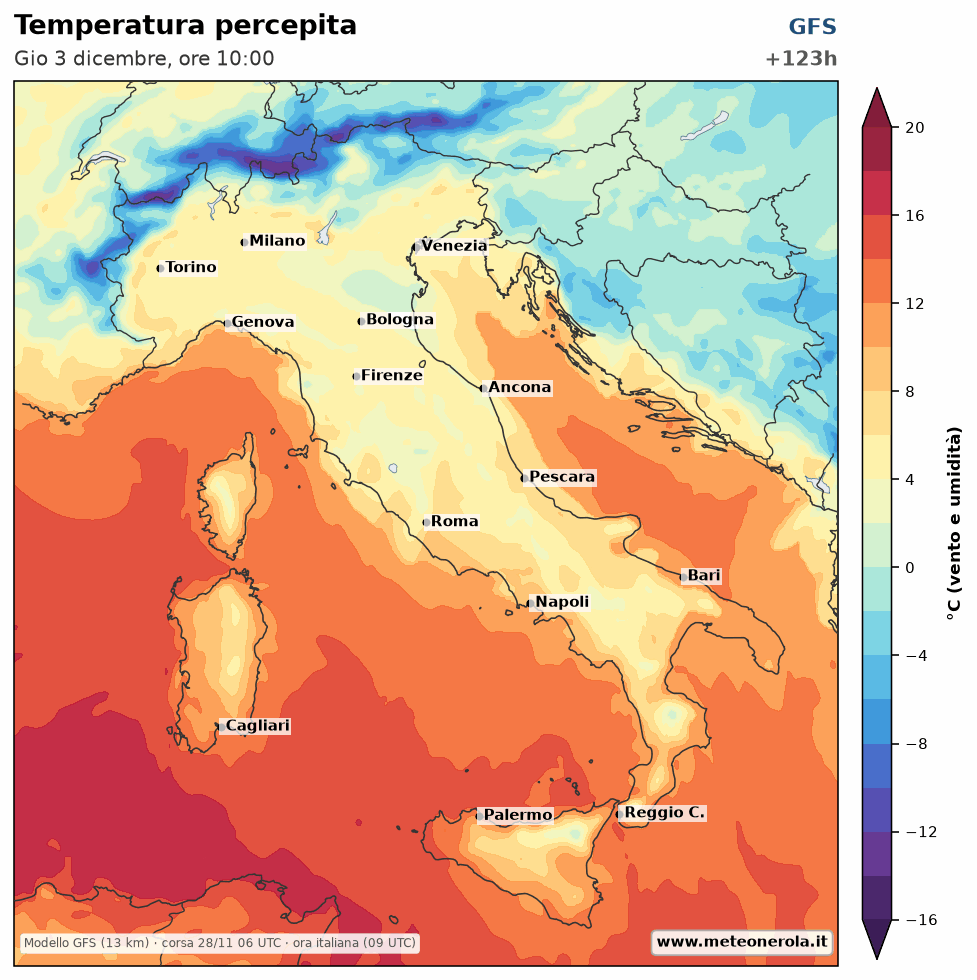 Temperatura percepita
GFS
Gio 3 dicembre, ore 10:00
+123h
20
16
12
8
4
0
−4
−8
−12
−16
°C (vento e umidità)
Milano
Venezia
Torino
Genova
Bologna
Firenze
Ancona
Pescara
Roma
Bari
Napoli
Cagliari
Palermo
Reggio C.
Modello GFS (13 km) · corsa 28/11 06 UTC · ora italiana (09 UTC)
www.meteonerola.it